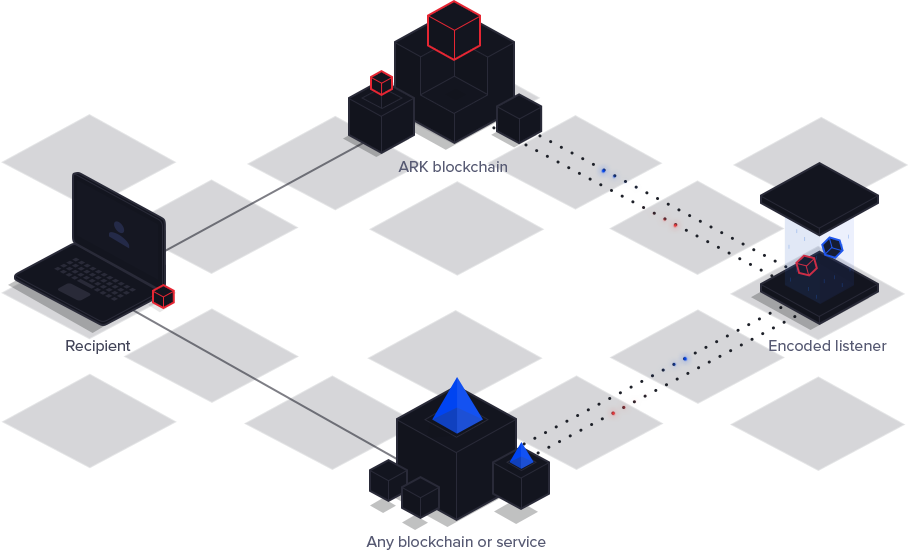 ARK blockchain
Recipient
Encoded listener
Any blockchain or service